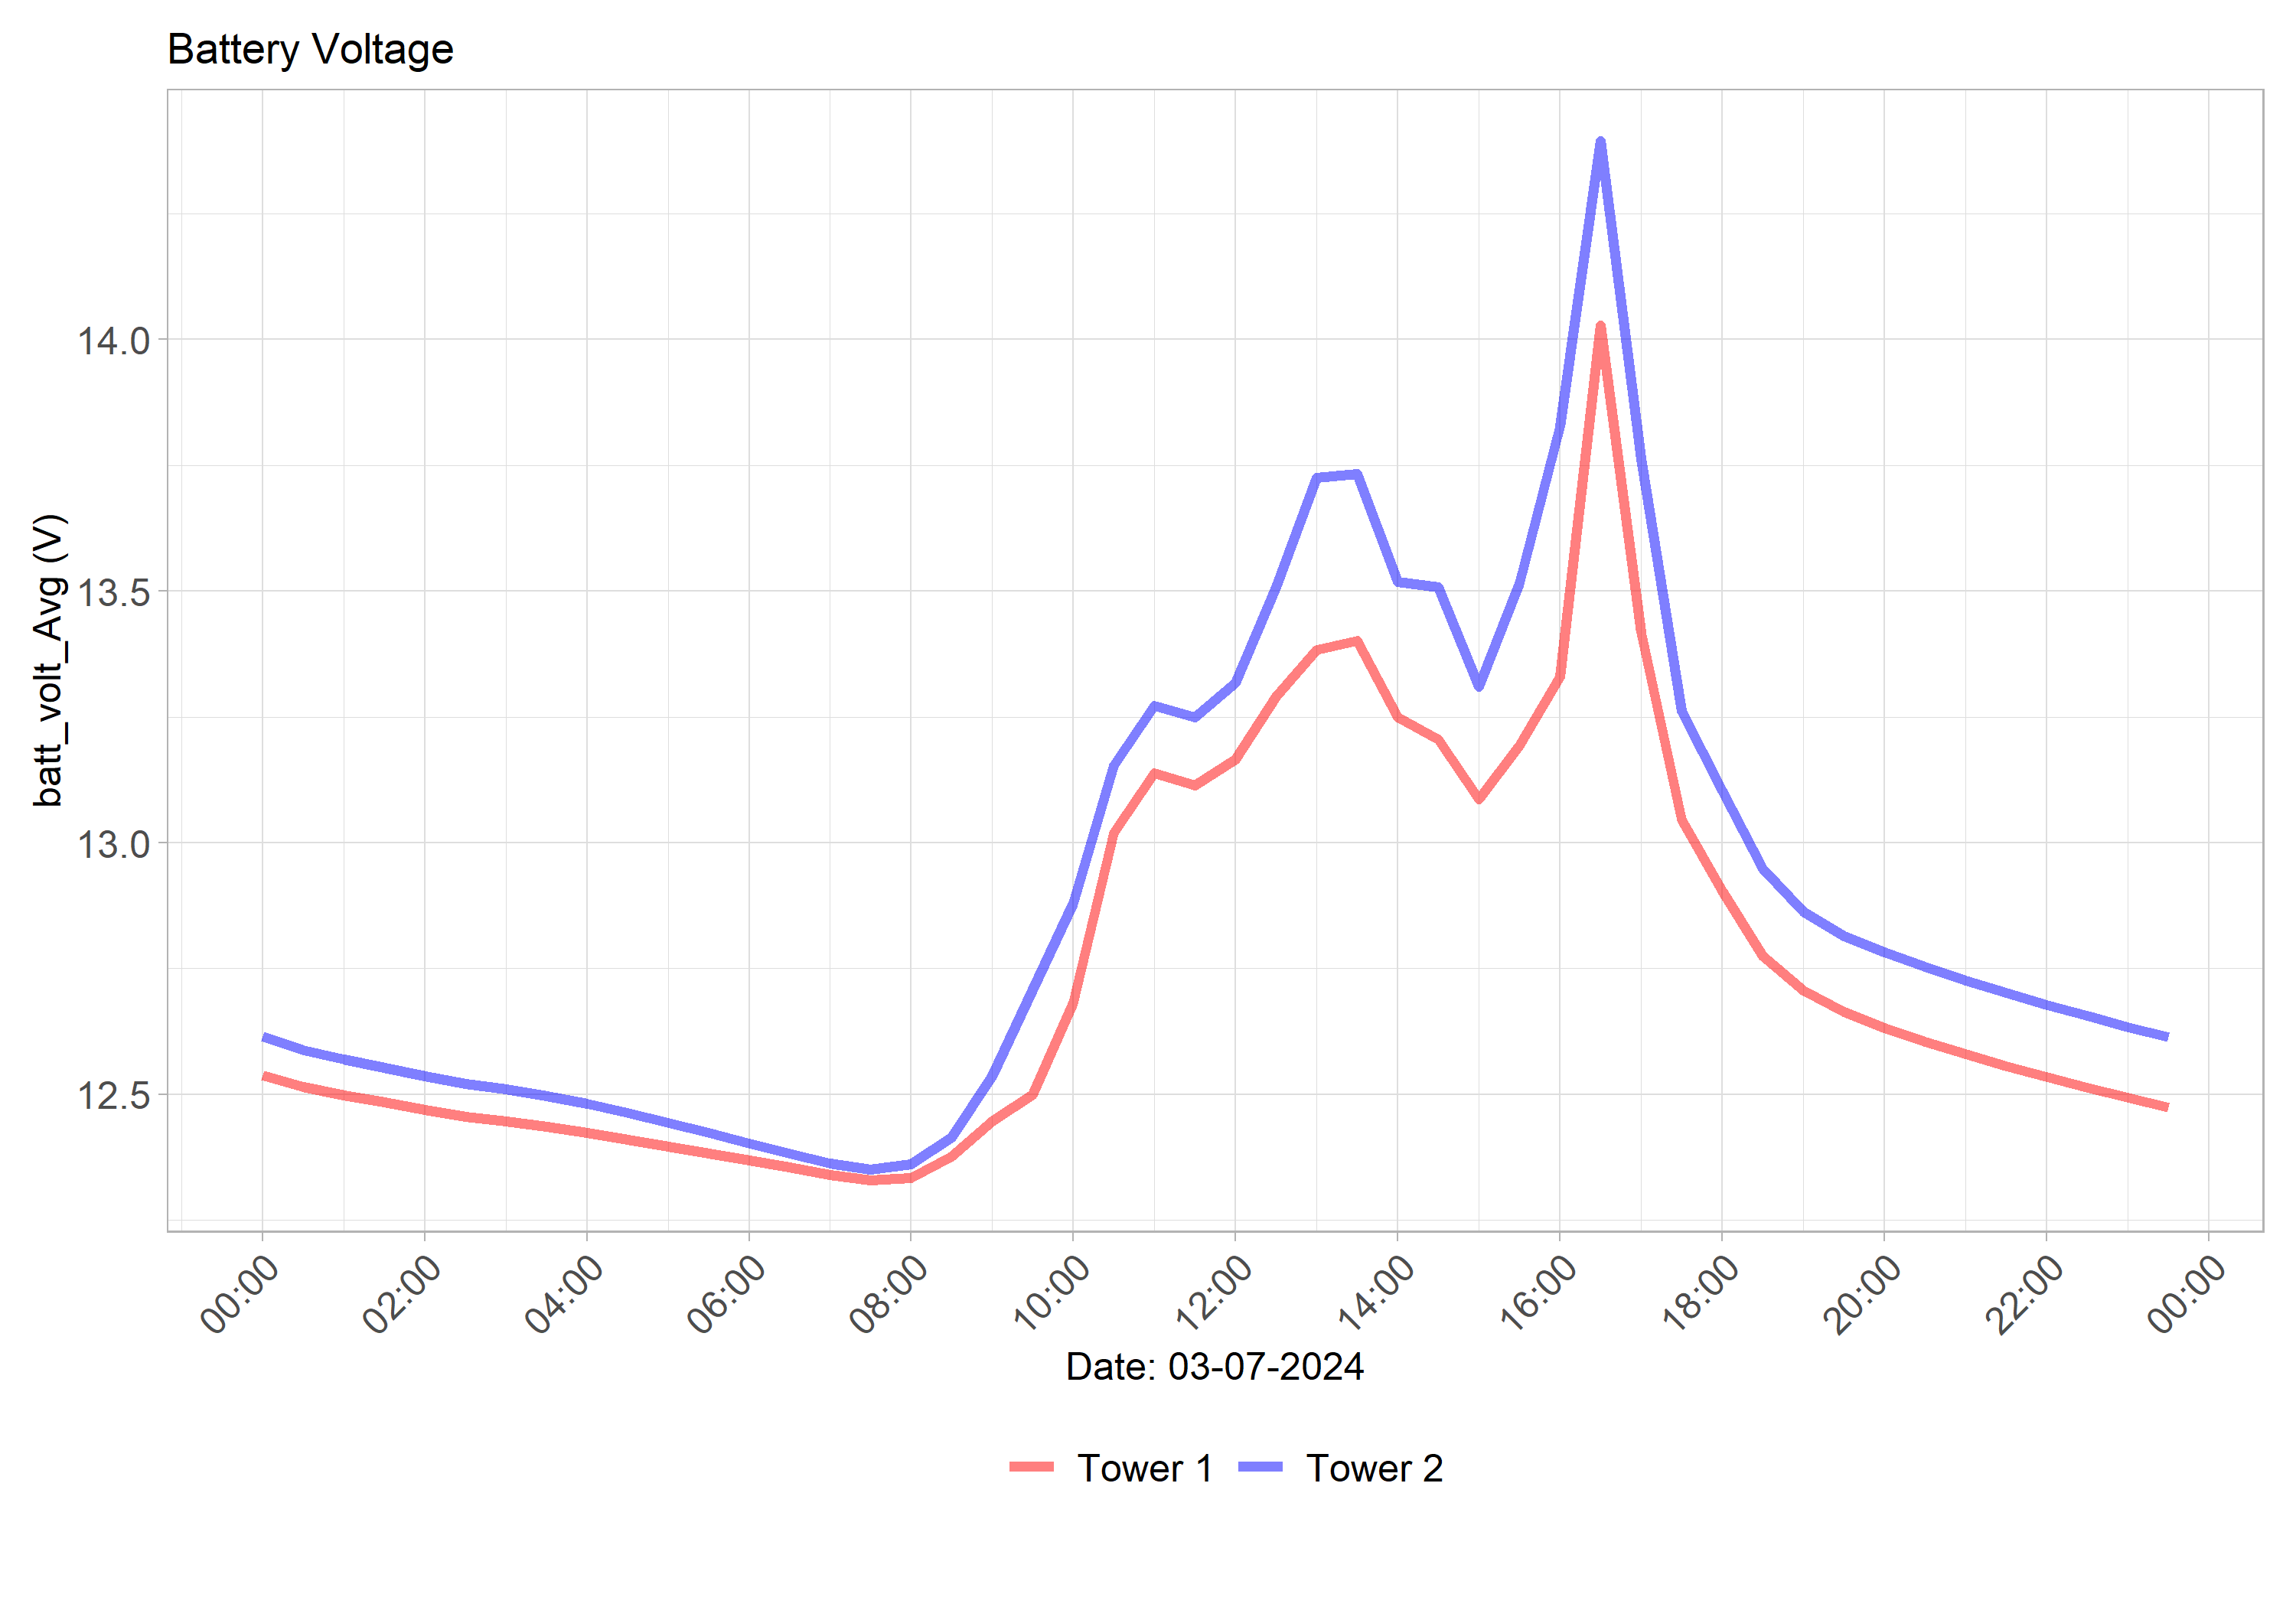 Battery Voltage
batt_volt_Avg (V)
14.0
13.5
13.0
12.5
00:00 02:00 04:00 06:00 08:00 10:00 12:00 14:00 16:00 18:00 20:00 22:00 00:00
Date: 03-07-2024
Tower 1 Tower 2